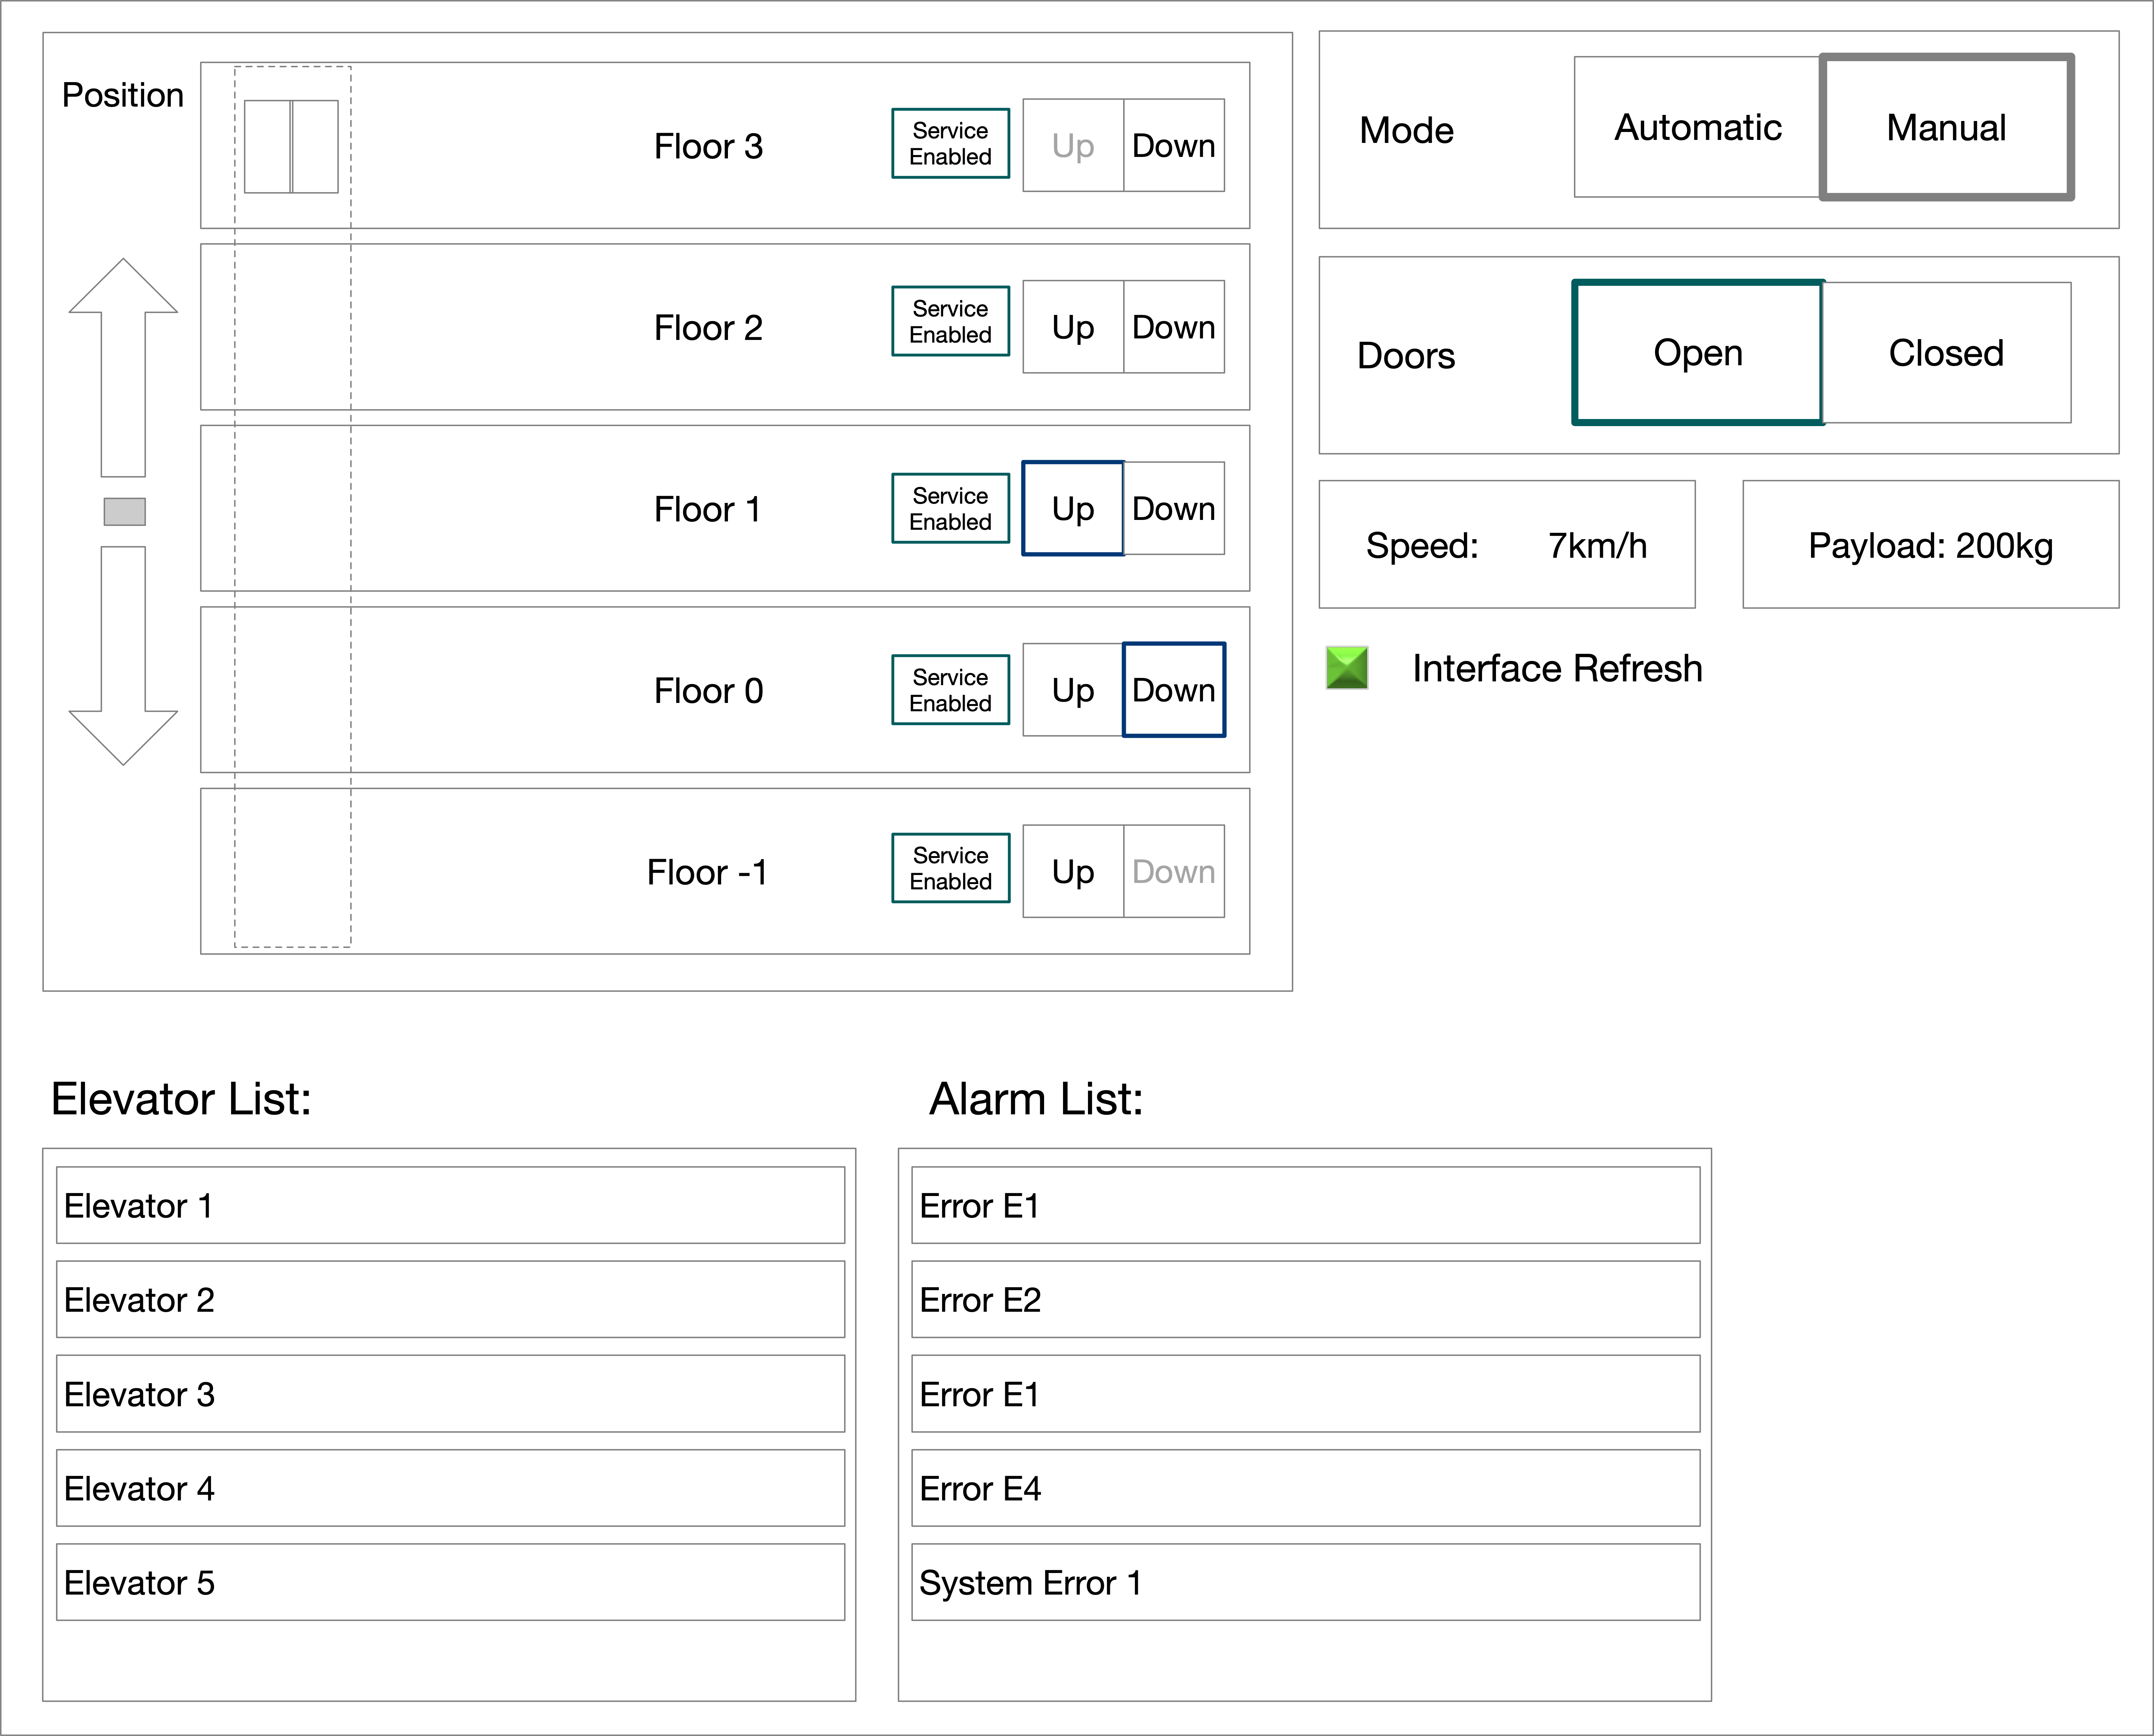 Position
Floor 3
Service
Enabled
Up
Down
Floor 2
Service
Enabled
Up
Down
Floor 1
Service
Enabled
Up
Down
Floor 0
Service
Enabled
Up
Down
Floor -1
Service
Enabled
Up
Down
Mode
Automatic
Manual
Doors
Open
Closed
Speed: 7km/h
Payload: 200kg
Interface Refresh
Elevator List:
Elevator 1
Elevator 2
Elevator 3
Elevator 4
Elevator 5
Alarm List:
Error E1
Error E2
Error E1
Error E4
System Error 1